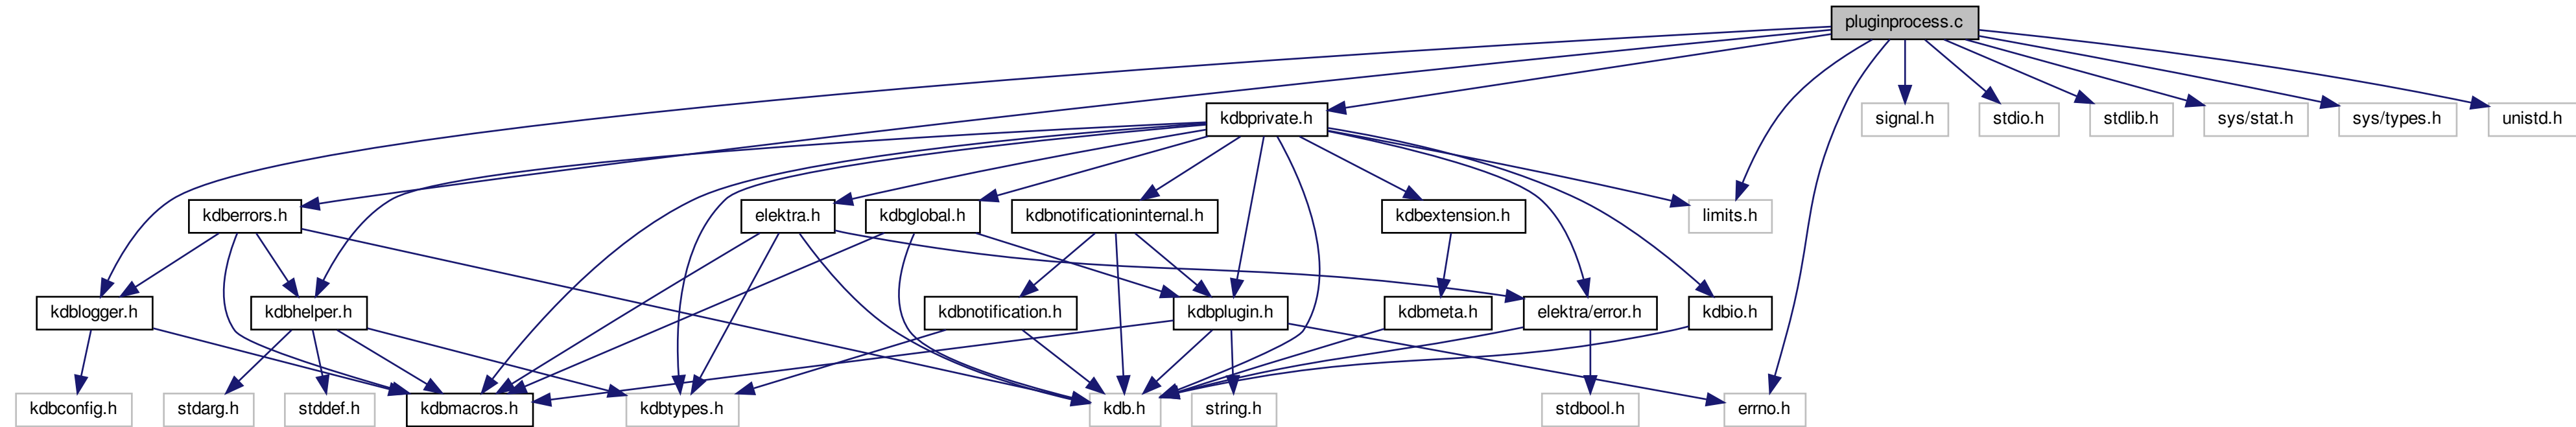 pluginprocess.c
kdbprivate.h
signal.h
stdio.h
stdlib.h
sys/stat.h
sys/types.h
unistd.h
kdberrors.h
elektra.h
kdbglobal.h
kdbnotificationinternal.h
kdbextension.h
limits.h
kdblogger.h
kdbhelper.h
kdbnotification.h
kdbplugin.h
kdbmeta.h
elektra/error.h
kdbio.h
kdbconfig.h
stdarg.h
stddef.h
kdbmacros.h
kdbtypes.h
kdb.h
string.h
stdbool.h
errno.h